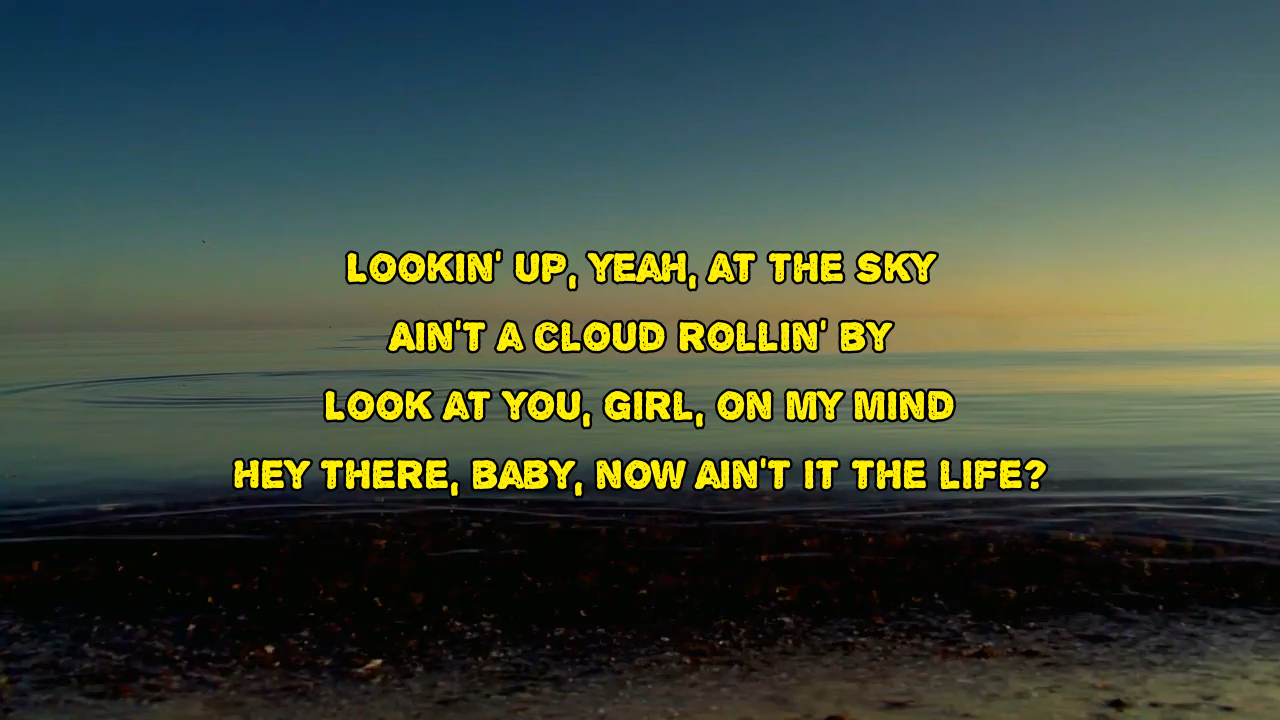 LOOKIN' UP, YEAH, AT THE SKY
AIN'T A CLOUD ROLLIN' BY
LOOK AT YOU, GIRL, ON MY MIND
HEY THERE, BABY, NOW AIN'T IT THE LIFE?